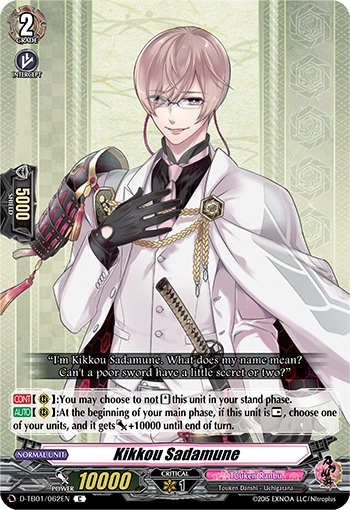 2
GRADE
INTERCEPT
5000
SHIELD
“I'm Kikkou Sadamune. What does my name mean?
Can't a poor sword have a little secret or two?”
CONT : You may choose to not this unit in your stand phase.
AUTO : At the beginning of your main phase, if this unit is , choose one
of your units, and it gets +10000 until end of turn.
NORMAL UNIT
Kikkou Sadamune
POWER 10000
CRITICAL
1
Touken Ranbu
Touken Danshi - Uchigatana
D-TB01/062EN C
©2015 EXNOA LLC/Nitroplus